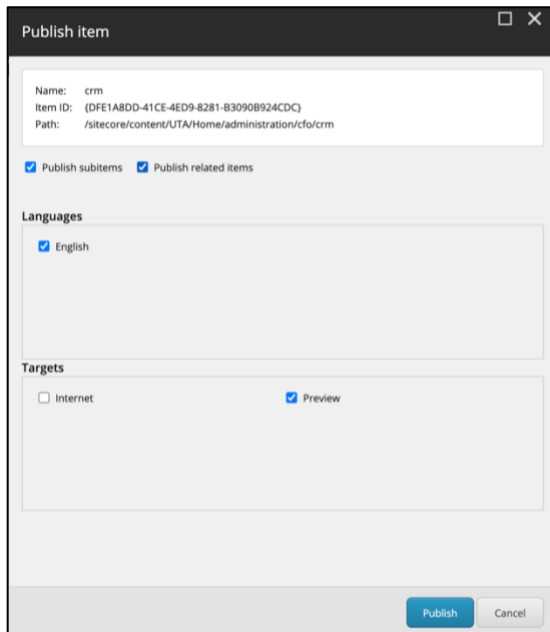 Publish item
Name: crm
Item ID: {DFE1A8DD-41CE-4ED9-8281-B3090B924CDC}
Path: /sitecore/content/UTA/Home/administration/cfo/crm
Publish subitems Publish related items
Languages
English
Targets
Internet Preview
Publish Cancel